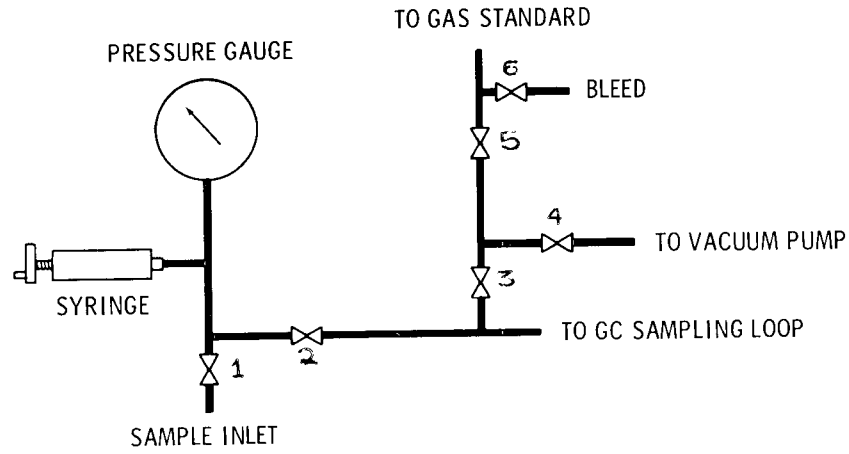 TO GAS STANDARD
PRESSURE GAUGE
6
BLEED
5
4
TO VACUUM PUMP
3
SYRINGE
2
TO GC SAMPLING LOOP
1
SAMPLE INLET